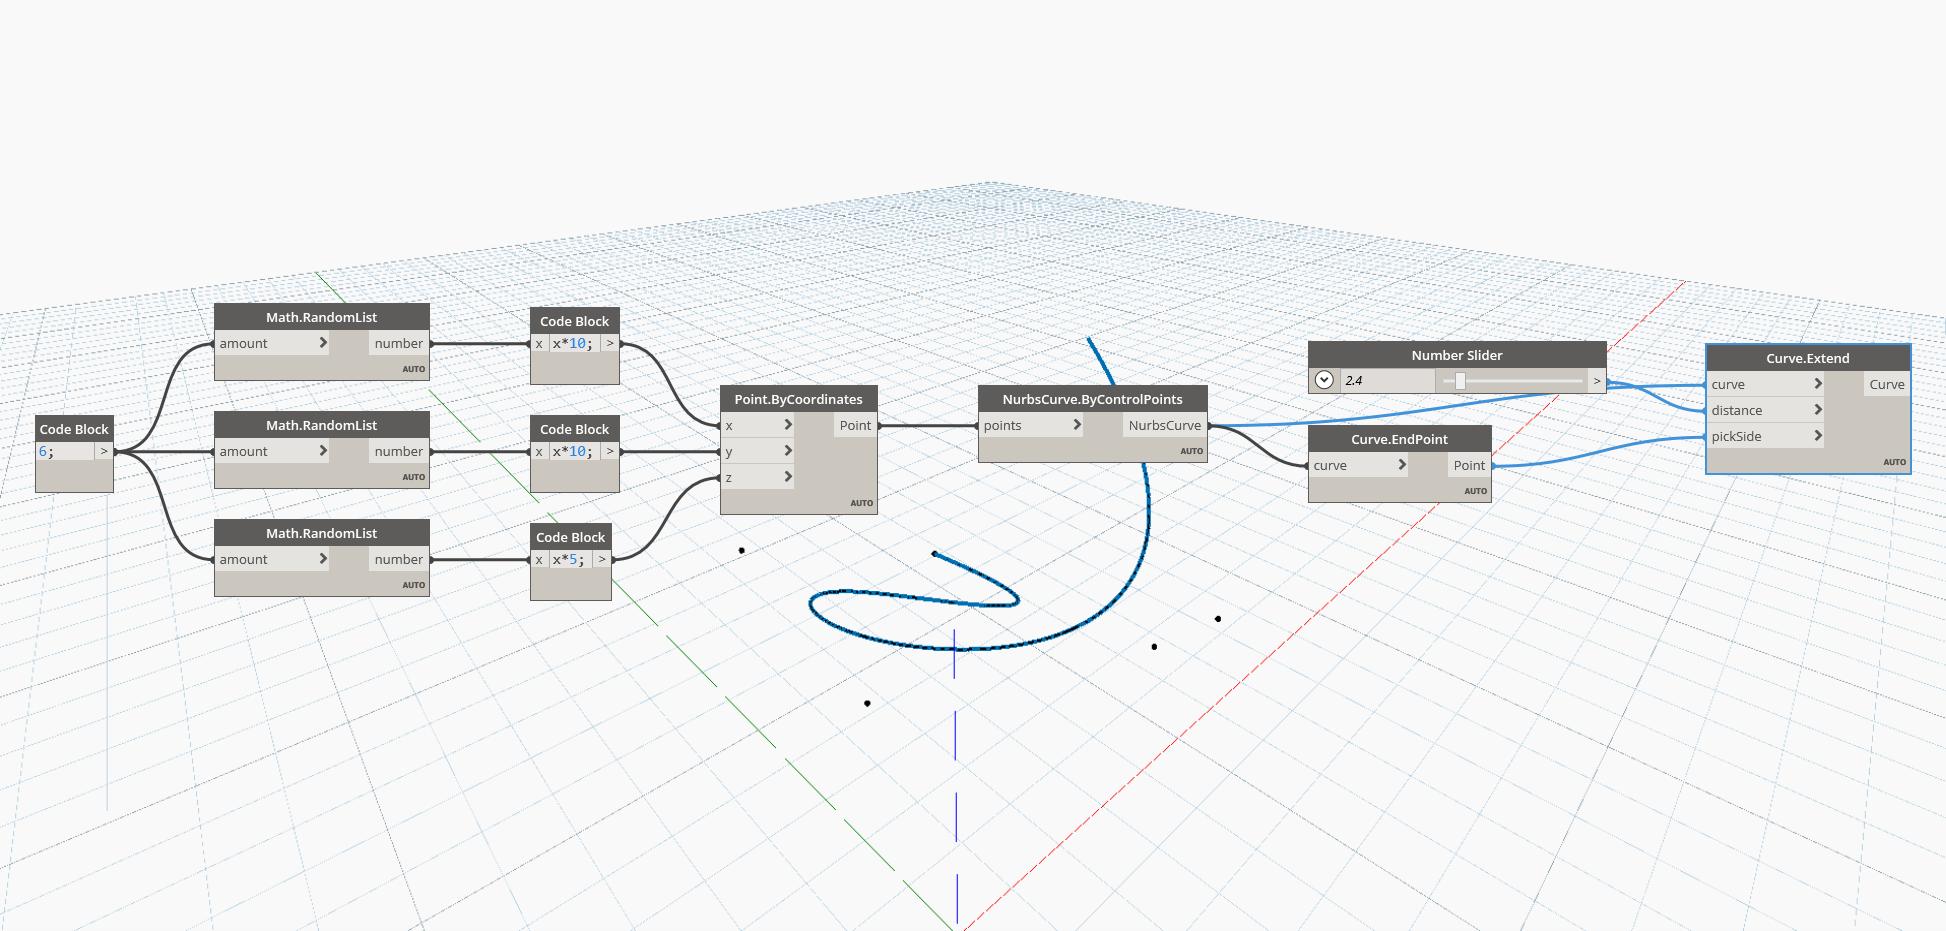 Code Block
6; >
Math.RandomList
amount > number
AUTO
Math.RandomList
amount > number
AUTO
Math.RandomList
amount > number
AUTO
Code Block
x x*10; >
Code Block
x x*10; >
Code Block
x x*5; >
Point.ByCoordinates
x > Point
y >
z >
AUTO
NurbsCurve.ByControlPoints
points > NurbsCurve
AUTO
Number Slider
2.4 >
Curve.EndPoint
curve > Point
AUTO
Curve.Extend
curve > Curve
distance >
pickSide >
AUTO